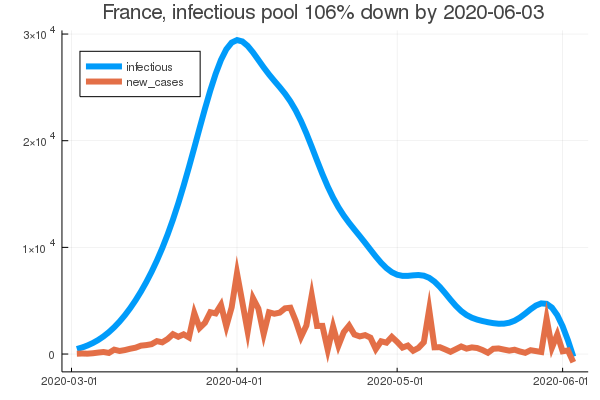 France, infectious pool 106% down by 2020-06-03
3×10⁴
infectious
new_cases
2×10⁴
1×10⁴
0
2020-03-01 2020-04-01 2020-05-01 2020-06-01